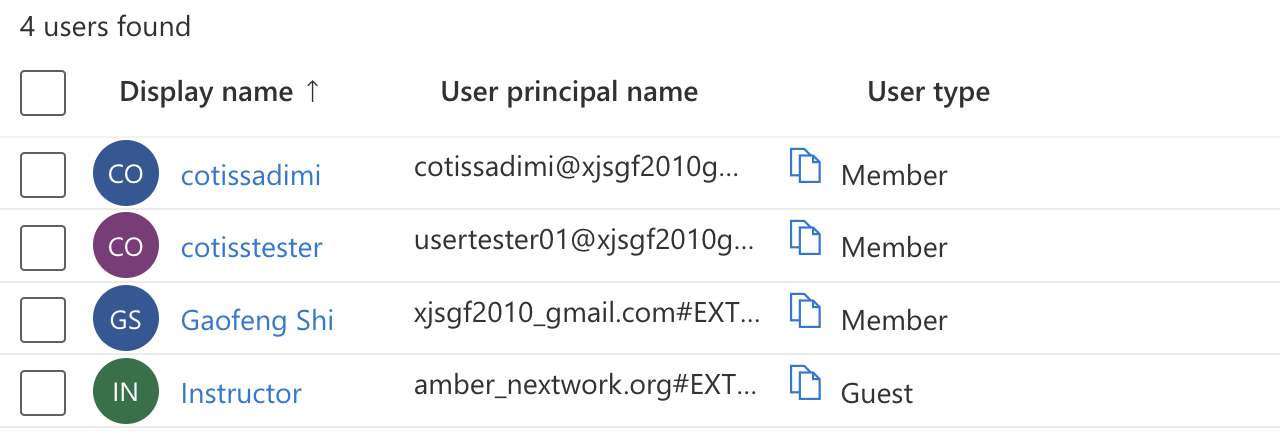 4 users found
Display name ↑ User principal name User type
CO cotissadimi cotissadimi@xjsgf2010g... Member
CO cotisstester usertester01@xjsgf2010g... Member
GS Gaofeng Shi xjsgf2010_gmail.com#EXT... Member
IN Instructor amber_nextwork.org#EXT... Guest